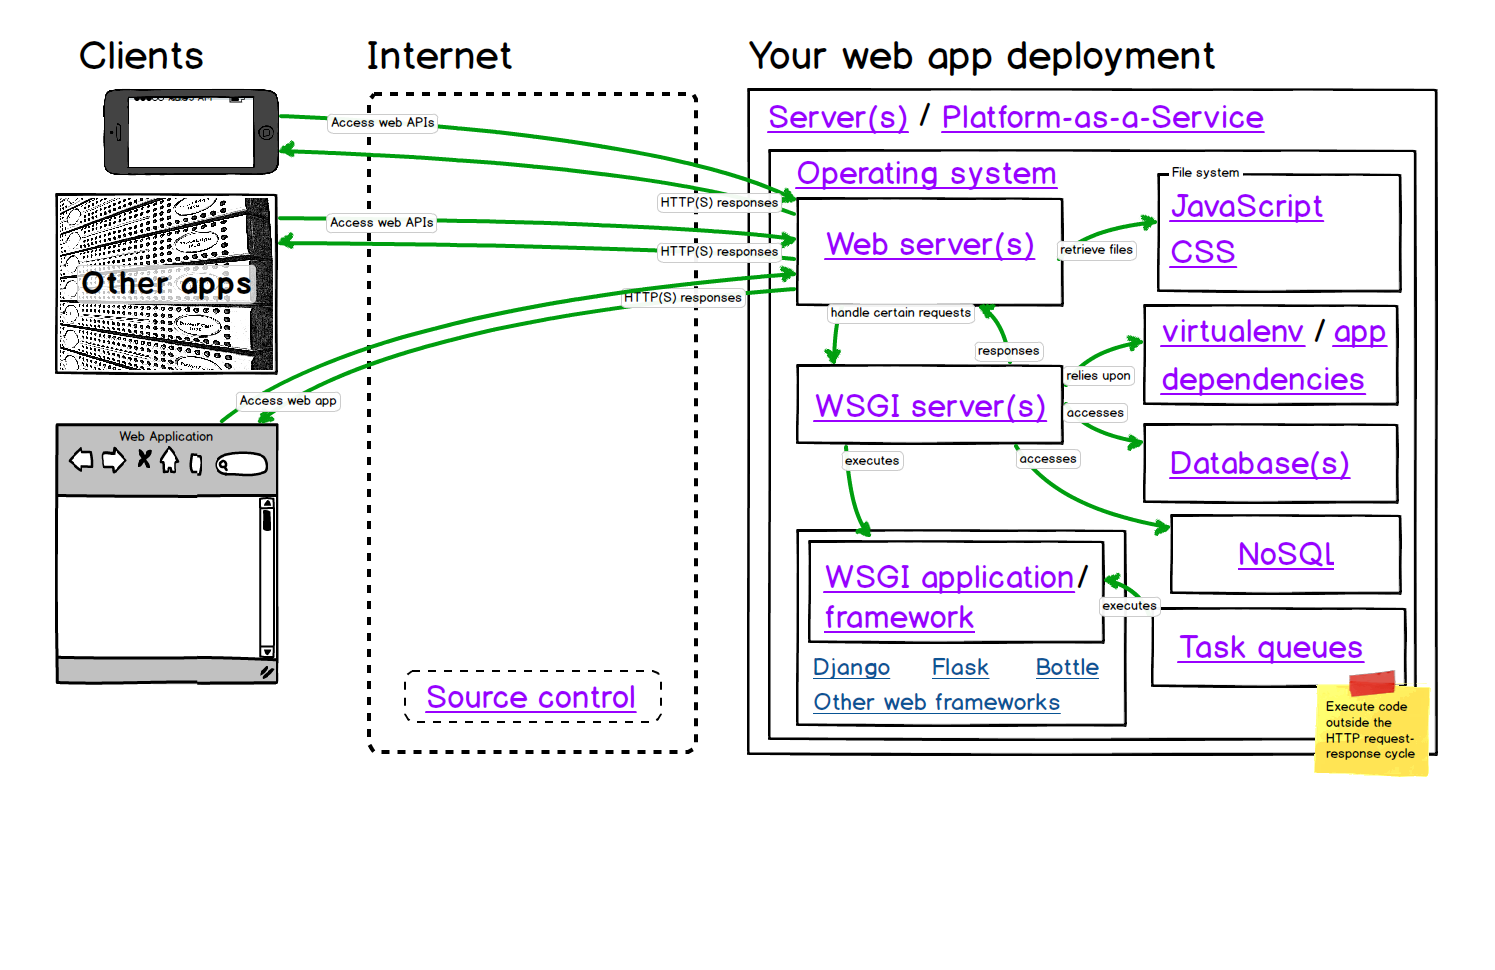 Clients
Internet
Your web app deployment
Server(s) / Platform-as-a-Service
Access web APIs
Operating system
File system
JavaScript
CSS
HTTP(S) responses
Access web APIs
Web server(s)
retrieve files
HTTP(S) responses
Other apps
HTTP(S) responses
handle certain requests
responses
virtualenv / app
dependencies
relies upon
Access web app
WSGI server(s)
accesses
Web Application
executes
accesses
Database(s)
NoSQL
WSGI application/
framework
executes
Task queues
Django Flask Bottle
Other web frameworks
Source control
Execute code
outside the
HTTP request-
response cycle